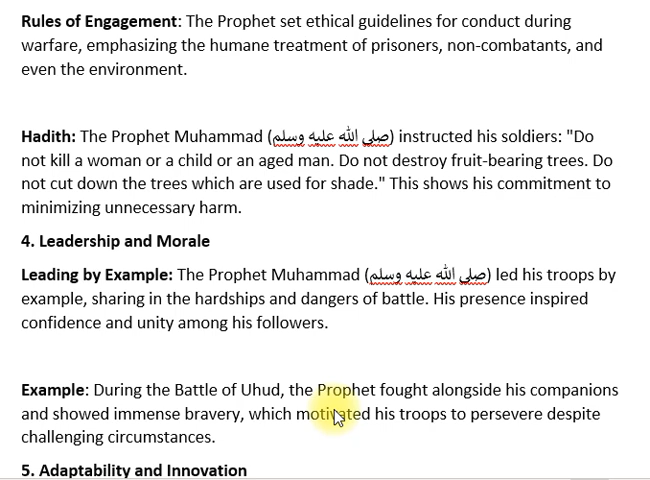 Rules of Engagement: The Prophet set ethical guidelines for conduct during
warfare, emphasizing the humane treatment of prisoners, non-combatants, and
even the environment.
Hadith: The Prophet Muhammad (صلى الله عليه وسلم) instructed his soldiers: "Do
not kill a woman or a child or an aged man. Do not destroy fruit-bearing trees. Do
not cut down the trees which are used for shade." This shows his commitment to
minimizing unnecessary harm.
4. Leadership and Morale
Leading by Example: The Prophet Muhammad (صلى الله عليه وسلم) led his troops by
example, sharing in the hardships and dangers of battle. His presence inspired
confidence and unity among his followers.
Example: During the Battle of Uhud, the Prophet fought alongside his companions
and showed immense bravery, which motivated his troops to persevere despite
challenging circumstances.
5. Adaptability and Innovation